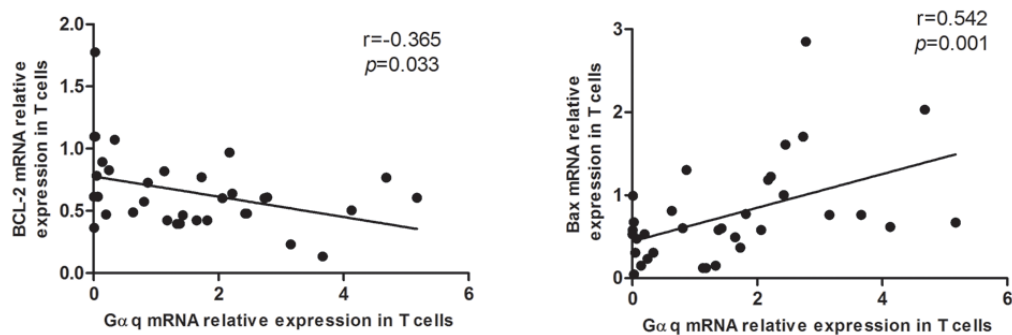 BCL-2 mRNA relative
expression in T cells
2.0
1.5
1.0
0.5
0.0
r=-0.365
p=0.033
0
2
4
6
Gα q mRNA relative expression in T cells
Bax mRNA relative
expression in T cells
3
2
1
0
r=0.542
p=0.001
0
2
4
6
Gα q mRNA relative expression in T cells